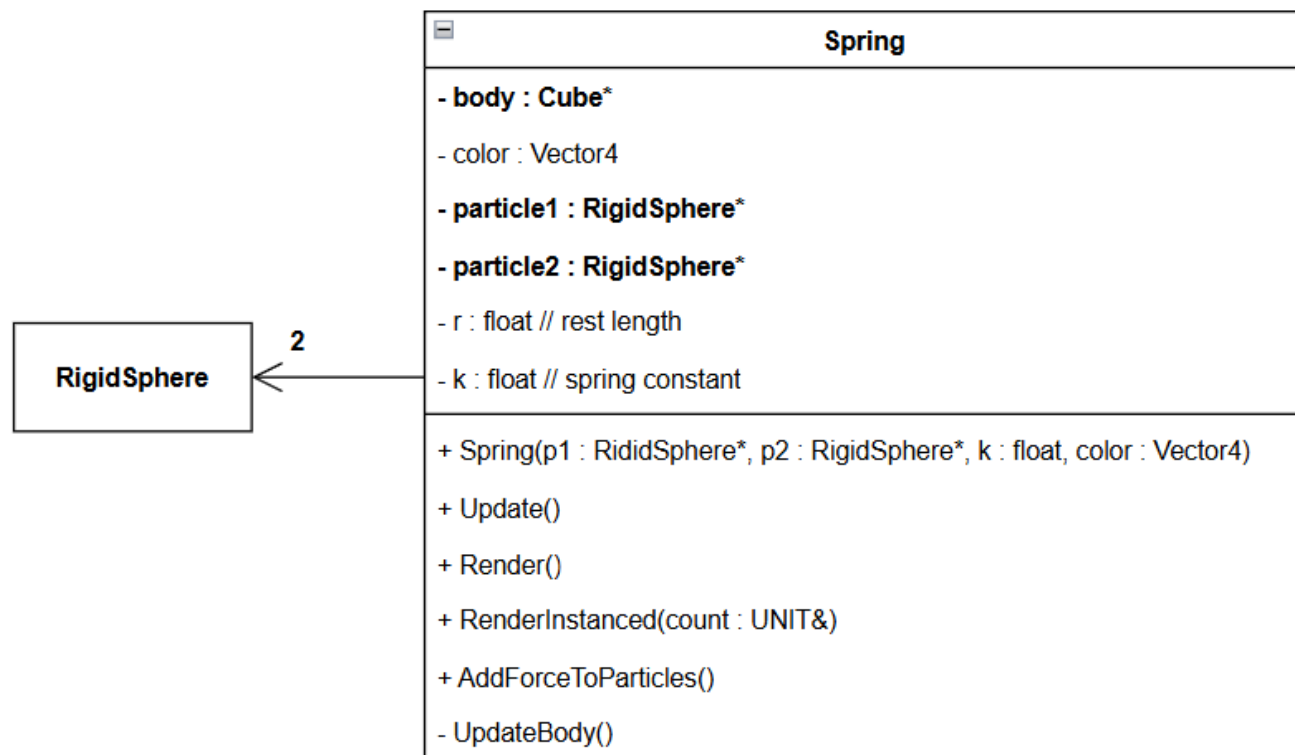 Spring
- body : Cube*
- color : Vector4
- particle1 : RigidSphere*
- particle2 : RigidSphere*
- r : float // rest length
- k : float // spring constant
2
RigidSphere
+ Spring(p1 : RididSphere*, p2 : RigidSphere*, k : float, color : Vector4)
+ Update()
+ Render()
+ RenderInstanced(count : UNIT&)
+ AddForceToParticles()
- UpdateBody()